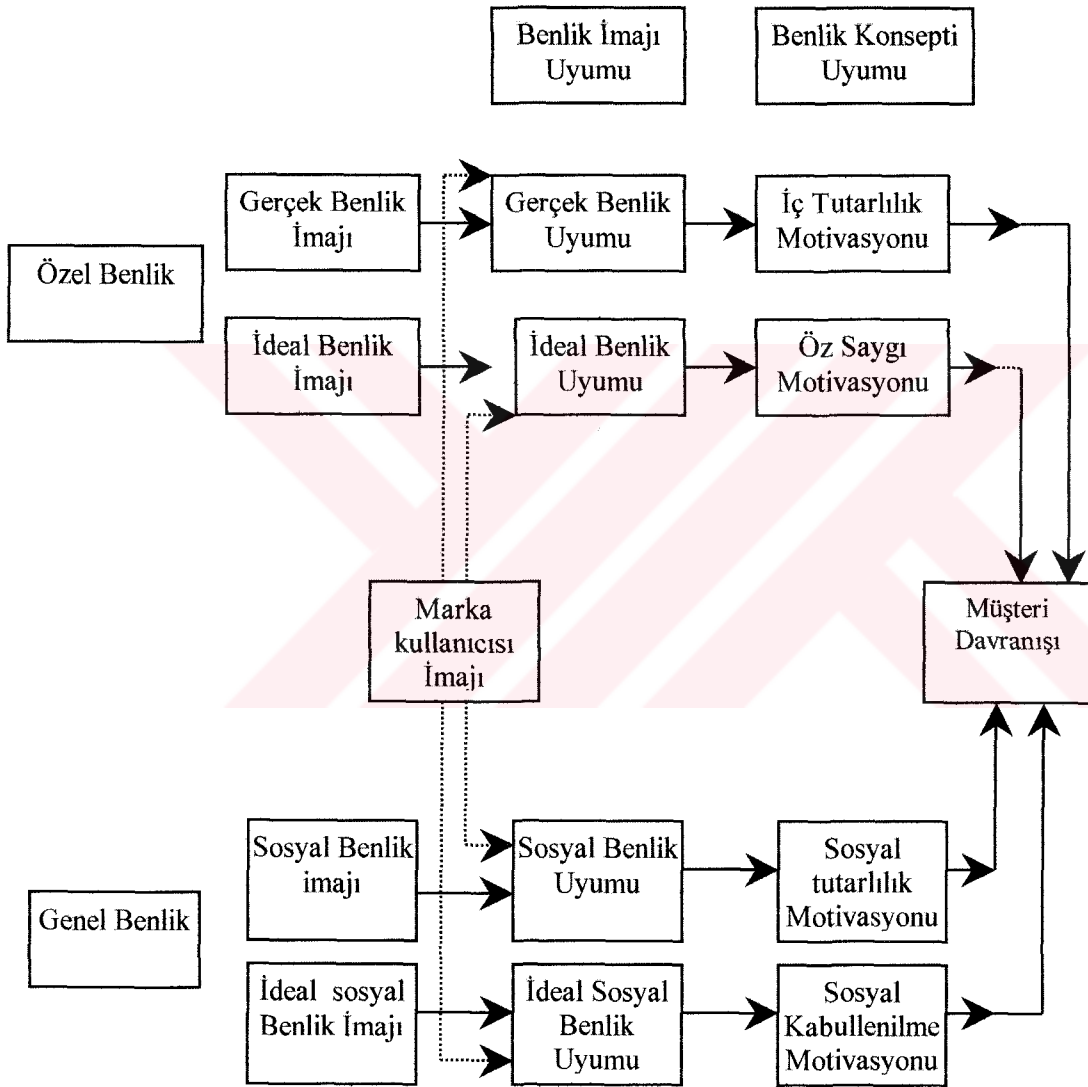 Benlik İmajı
Uyumu
Benlik Konsepti
Uyumu
Özel Benlik
Gerçek Benlik
İmajı
Gerçek Benlik
Uyumu
İç Tutarlılık
Motivasyonu
İdeal Benlik
İmajı
İdeal Benlik
Uyumu
Öz Saygı
Motivasyonu
Marka
kullanıcısı
İmajı
Müşteri
Davranışı
Genel Benlik
Sosyal Benlik
imajı
Sosyal Benlik
Uyumu
Sosyal
tutarlılık
Motivasyonu
İdeal sosyal
Benlik İmajı
İdeal Sosyal
Benlik
Uyumu
Sosyal
Kabullenilme
Motivasyonu